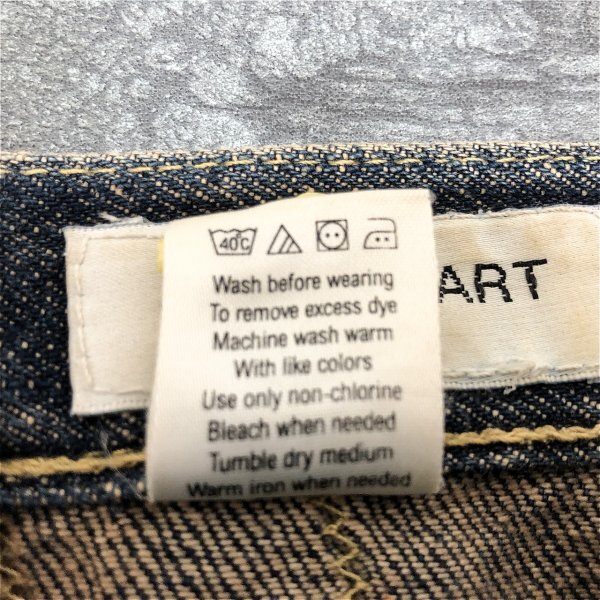 40°C
Wash before wearing
To remove excess dye
Machine wash warm
With like colors
Use only non-chlorine
Bleach when needed
Tumble dry medium
Warm iron when needed
ART